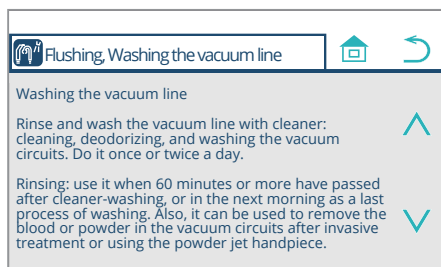 Flushing, Washing the vacuum line
Washing the vacuum line
Rinse and wash the vacuum line with cleaner:
cleaning, deodorizing, and washing the vacuum
circuits. Do it once or twice a day.
Rinsing: use it when 60 minutes or more have passed
after cleaner-washing, or in the next morning as a last
process of washing. Also, it can be used to remove the
blood or powder in the vacuum circuits after invasive
treatment or using the powder jet handpiece.